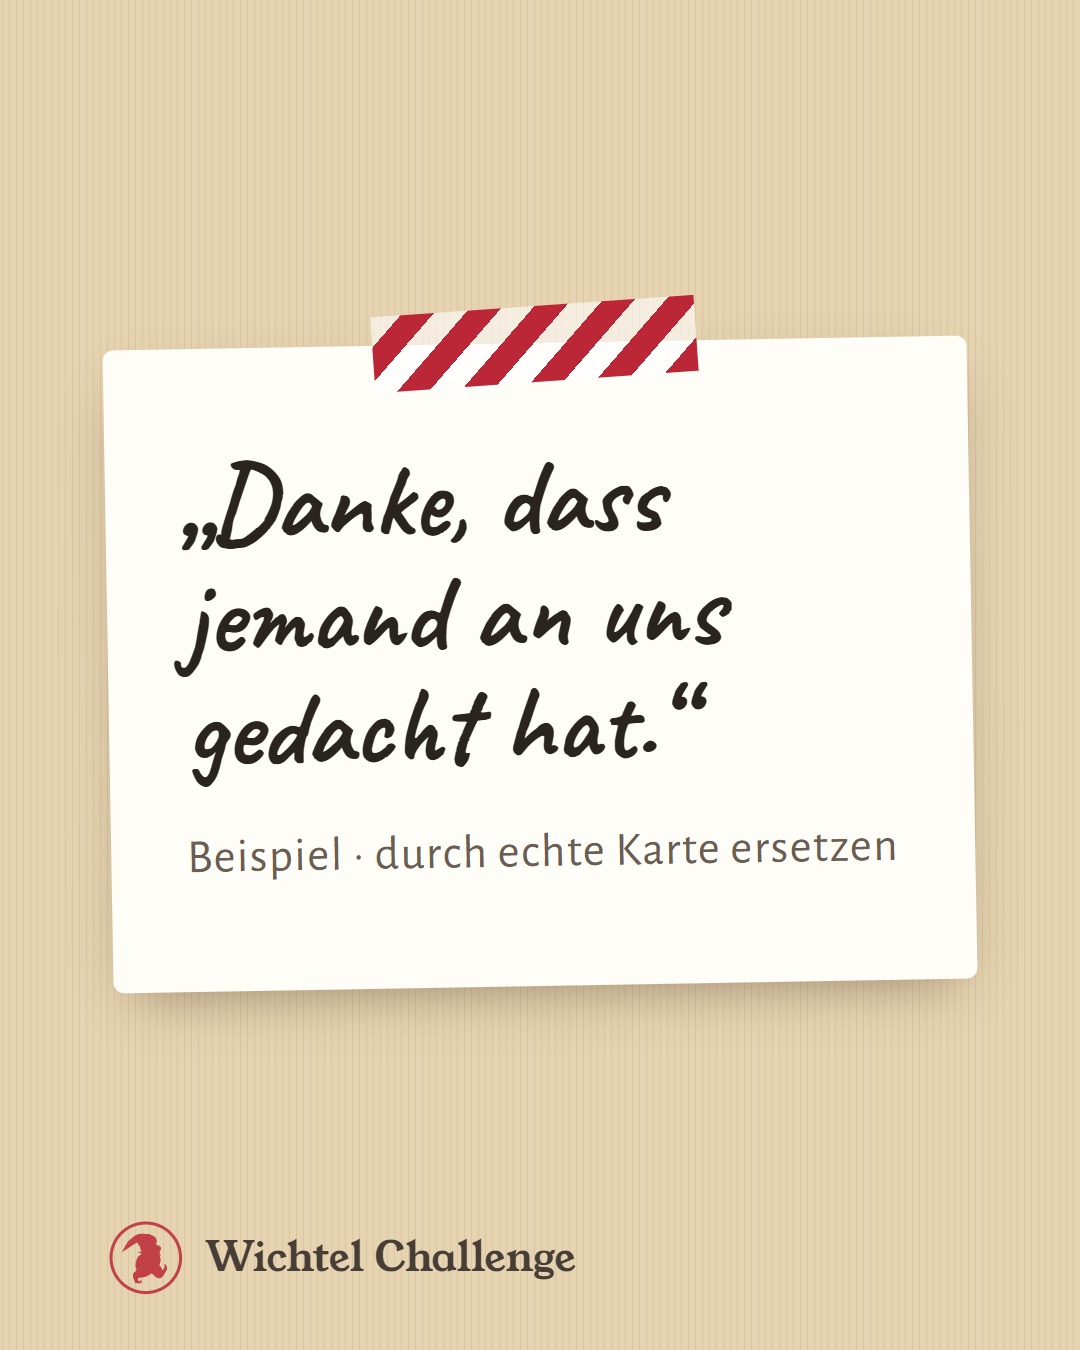 „Danke, dass
jemand an uns
gedacht hat.“
Beispiel · durch echte Karte ersetzen
Wichtel Challenge